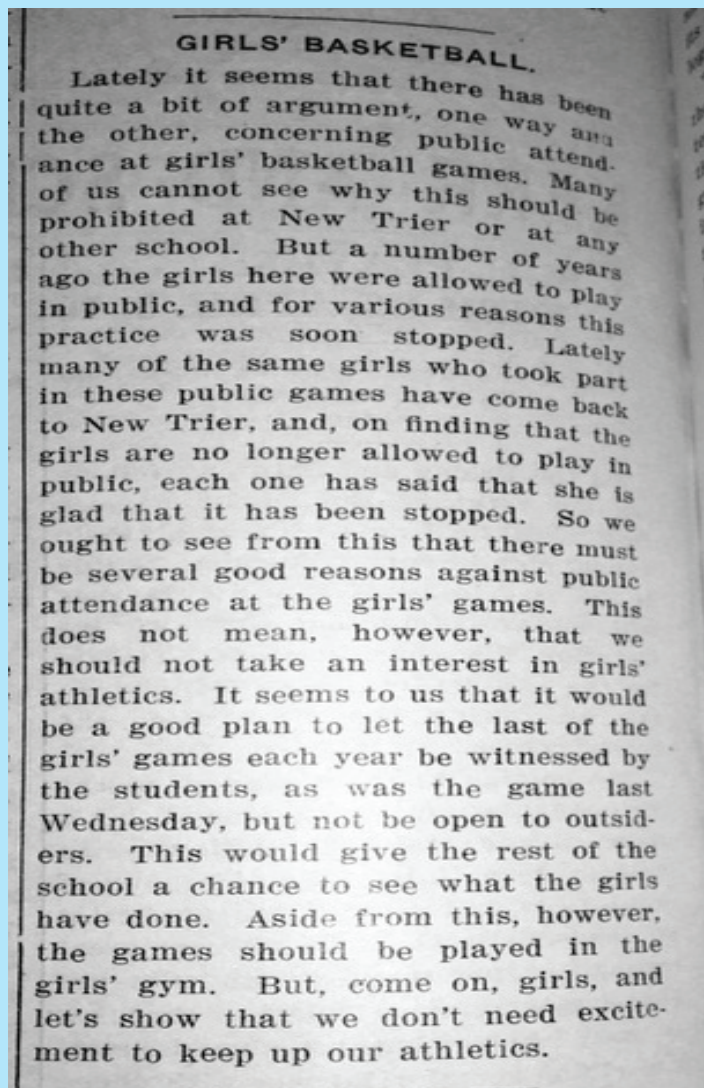 GIRLS' BASKETBALL.
Lately it seems that there has been
quite a bit of argument, one way and
the other, concerning public attend-
ance at girls' basketball games. Many
of us cannot see why this should be
prohibited at New Trier or at any
other school. But a number of years
ago the girls here were allowed to play
in public, and for various reasons this
practice was soon stopped. Lately
many of the same girls who took part
in these public games have come back
to New Trier, and, on finding that the
girls are no longer allowed to play in
public, each one has said that she is
glad that it has been stopped. So we
ought to see from this that there must
be several good reasons against public
attendance at the girls' games. This
does not mean, however, that we
should not take an interest in girls'
athletics. It seems to us that it would
be a good plan to let the last of the
girls' games each year be witnessed by
the students, as was the game last
Wednesday, but not be open to outsid-
ers. This would give the rest of the
school a chance to see what the girls
have done. Aside from this, however,
the games should be played in the
girls' gym. But, come on, girls, and
let's show that we don't need excite-
ment to keep up our athletics.